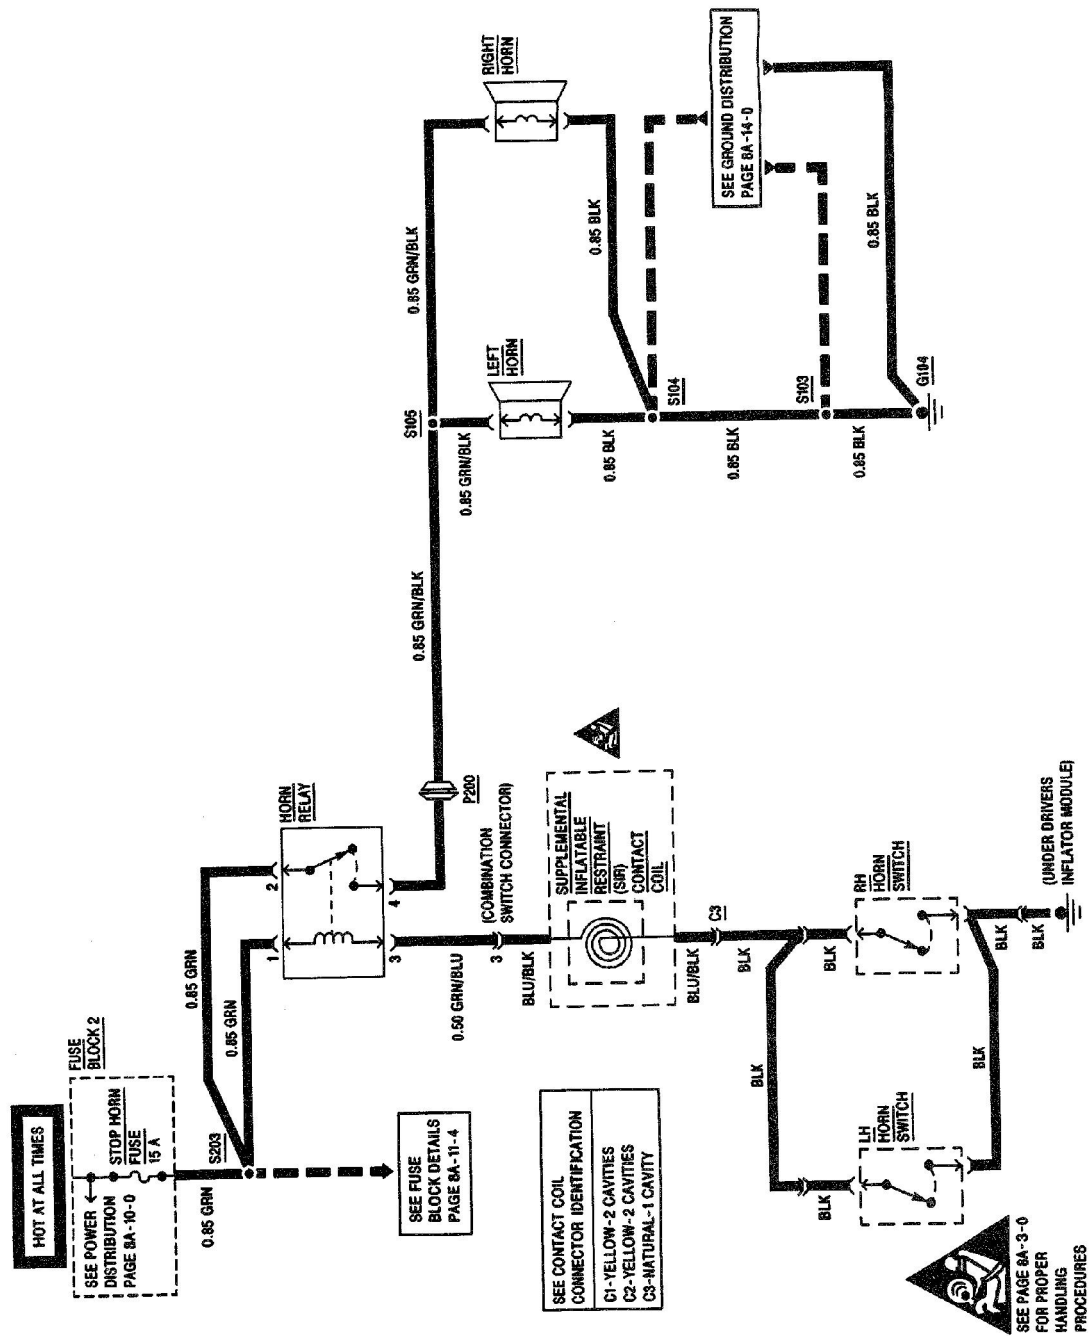 HOT AT ALL TIMES
FUSE
BLOCK 2
SEE POWER
DISTRIBUTION
PAGE 8A-10-0
STOP HORN
FUSE
15 A
0.85 GRN
S203
0.85 GRN
0.85 GRN
SEE FUSE
BLOCK DETAILS
PAGE 8A-11-4
HORN
RELAY
1
2
3
4
P200
0.85 GRN/BLK
S105
0.85 GRN/BLK
0.85 GRN/BLK
LEFT
HORN
RIGHT
HORN
0.85 BLK
0.85 BLK
S104
0.85 BLK
S103
0.85 BLK
0.85 BLK
G104
SEE GROUND DISTRIBUTION
PAGE 8A-14-0
0.50 GRN/BLU
3
(COMBINATION
SWITCH CONNECTOR)
BLU/BLK
SUPPLEMENTAL
INFLATABLE
RESTRAINT
(SIR)
CONTACT
COIL
BLU/BLK
C3
BLK
BLK
BLK
RH
HORN
SWITCH
BLK
BLK
(UNDER DRIVERS
INFLATOR MODULE)
BLK
LH
HORN
SWITCH
BLK
SEE CONTACT COIL
CONNECTOR IDENTIFICATION
C1-YELLOW-2 CAVITIES
C2-YELLOW-2 CAVITIES
C3-NATURAL-1 CAVITY
SEE PAGE 8A-3-0
FOR PROPER
HANDLING
PROCEDURES